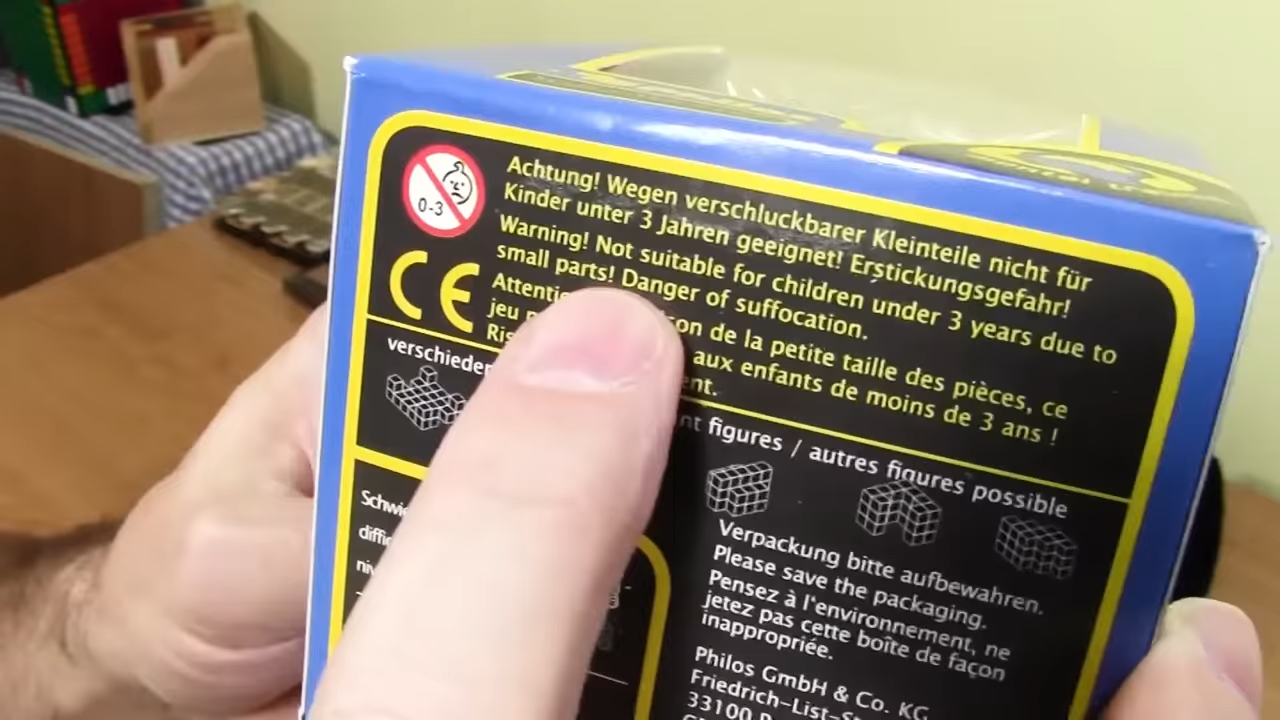 0-3
Achtung! Wegen verschluckbarer Kleinteile nicht für
Kinder unter 3 Jahren geeignet! Erstickungsgefahr!
Warning! Not suitable for children under 3 years due to
small parts! Danger of suffocation.
de la petite taille des pièces, ce
jeu
aux enfants de moins de 3 ans !
CE
figures / autres figures possible
Verpackung bitte aufbewahren.
Please save the packaging.
Pensez à l'environnement, ne
jetez pas cette boîte de façon
inappropriée.
Philos GmbH & Co. KG
33100